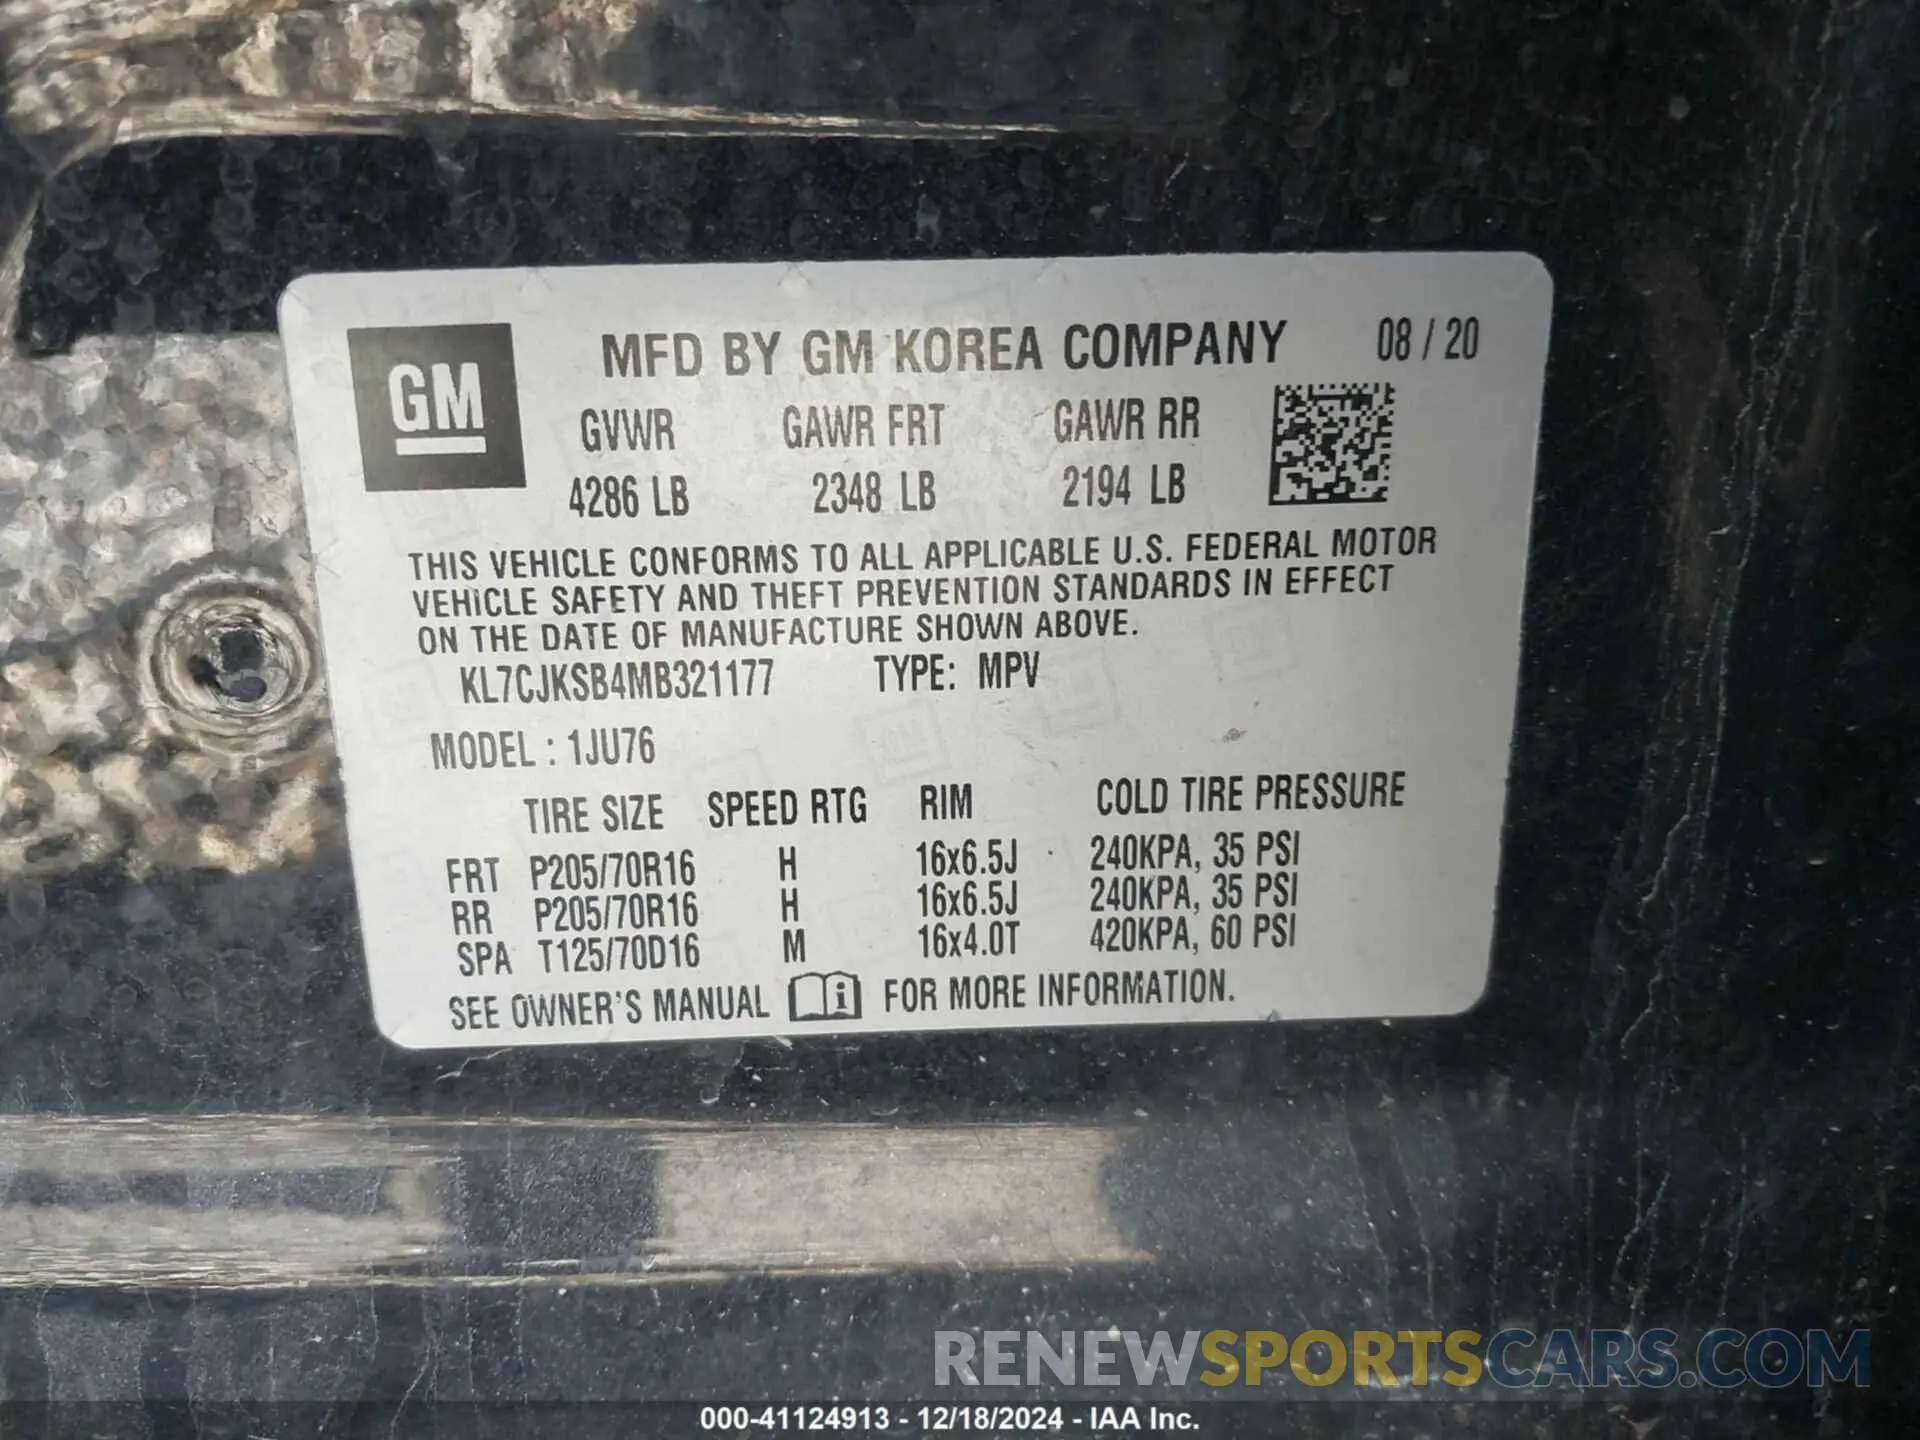 GM
MFD BY GM KOREA COMPANY 08 / 20
GVWR GAWR FRT GAWR RR
4286 LB 2348 LB 2194 LB
THIS VEHICLE CONFORMS TO ALL APPLICABLE U.S. FEDERAL MOTOR
VEHICLE SAFETY AND THEFT PREVENTION STANDARDS IN EFFECT
ON THE DATE OF MANUFACTURE SHOWN ABOVE.
KL7CJKSB4MB321177 TYPE: MPV
MODEL : 1JU76
TIRE SIZE SPEED RTG RIM COLD TIRE PRESSURE
FRT P205/70R16 H 16x6.5J 240KPA, 35 PSI
RR P205/70R16 H 16x6.5J 240KPA, 35 PSI
SPA T125/70D16 M 16x4.0T 420KPA, 60 PSI
SEE OWNER'S MANUAL i FOR MORE INFORMATION.
RENEWSPORTSCARS.COM
000-41124913 - 12/18/2024 - IAA Inc.